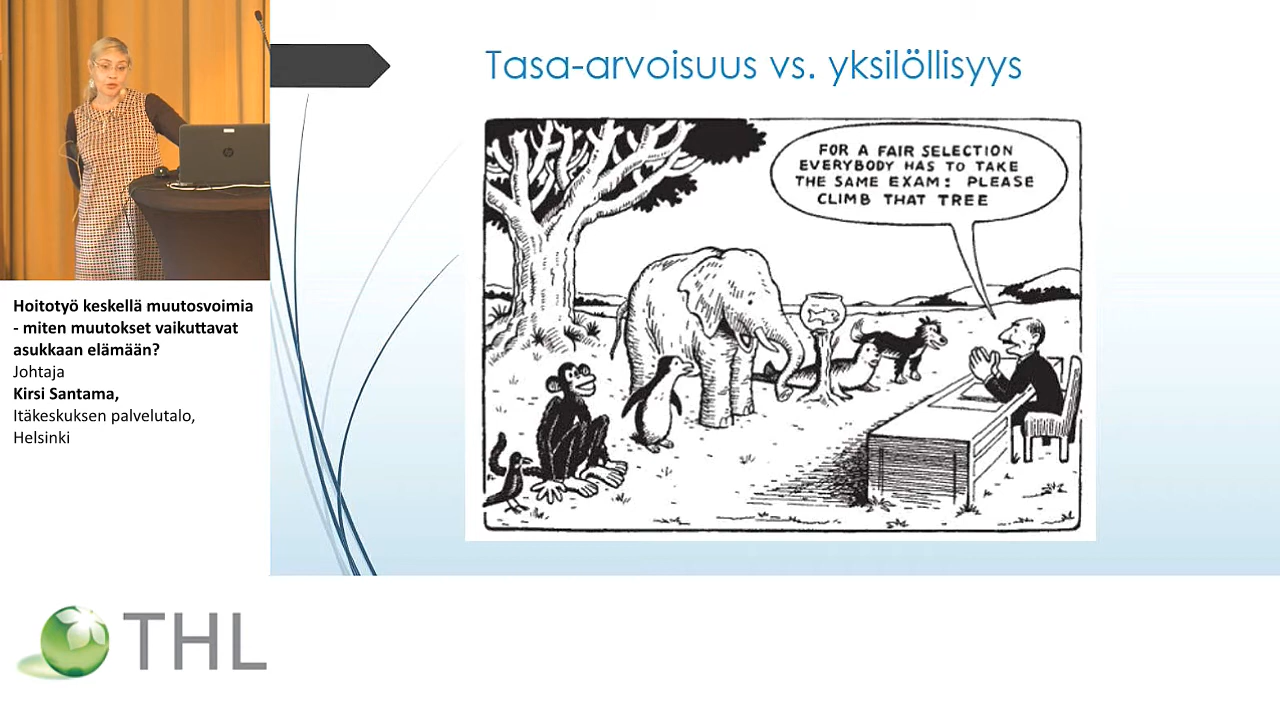 Tasa-arvoisuus vs. yksilöllisyys
FOR A FAIR SELECTION
EVERYBODY HAS TO TAKE
THE SAME EXAM: PLEASE
CLIMB THAT TREE
Hoitotyö keskellä muutosvoimia
- miten muutokset vaikuttavat
asukkaan elämään?
Johtaja
Kirsi Santama,
Itäkeskuksen palvelutalo,
Helsinki
THL